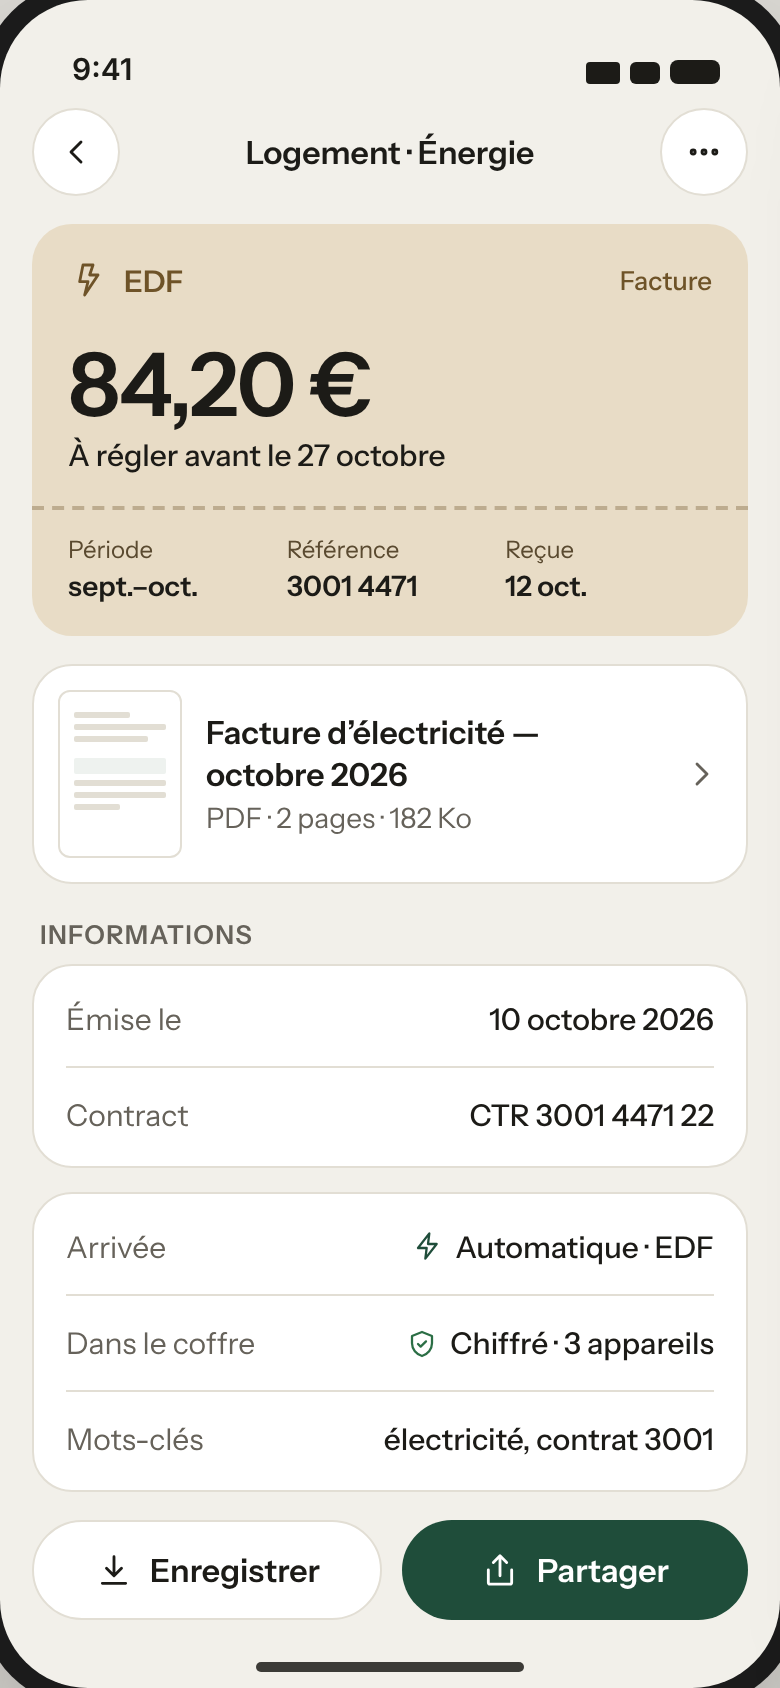 9:41
Logement · Énergie
EDF
Facture
84,20 €
À régler avant le 27 octobre
Période
Référence
Reçue
sept.–oct.
3001 4471
12 oct.
Facture d’électricité —
octobre 2026
PDF · 2 pages · 182 Ko
INFORMATIONS
Émise le
10 octobre 2026
Contract
CTR 3001 4471 22
Arrivée
Automatique · EDF
Dans le coffre
Chiffré · 3 appareils
Mots-clés
électricité, contrat 3001
Enregistrer
Partager